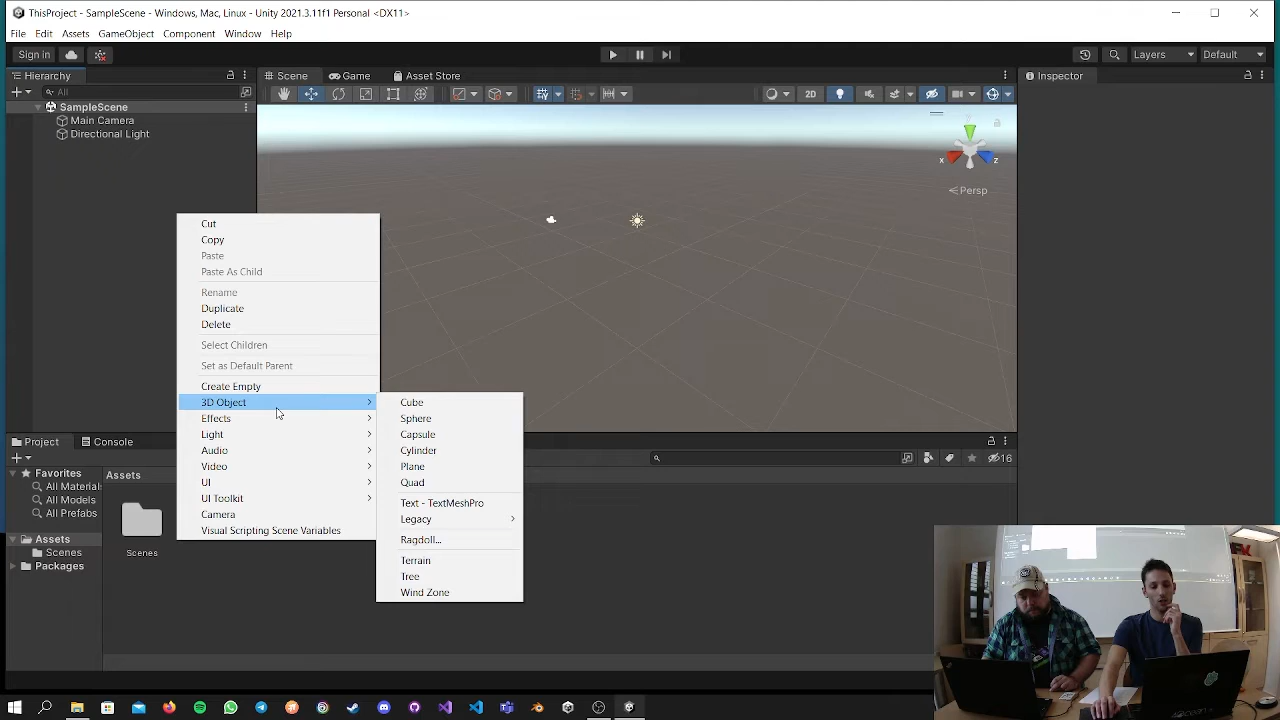 ThisProject - SampleScene - Windows, Mac, Linux - Unity 2021.3.11f1 Personal <DX11>
File Edit Assets GameObject Component Window Help
Sign in
Layers
Default
Hierarchy
Scene
Game
Asset Store
Inspector
All
2D
SampleScene
Main Camera
Directional Light
y
x
z
Persp
Cut
Copy
Paste
Paste As Child
Rename
Duplicate
Delete
Select Children
Set as Default Parent
Create Empty
3D Object
Effects
Light
Audio
Video
UI
UI Toolkit
Camera
Visual Scripting Scene Variables
Cube
Sphere
Capsule
Cylinder
Plane
Quad
Text - TextMeshPro
Legacy
Ragdoll...
Terrain
Tree
Wind Zone
Project
Console
16
Favorites
All Materials
All Models
All Prefabs
Assets
Scenes
Packages
Assets
Scenes